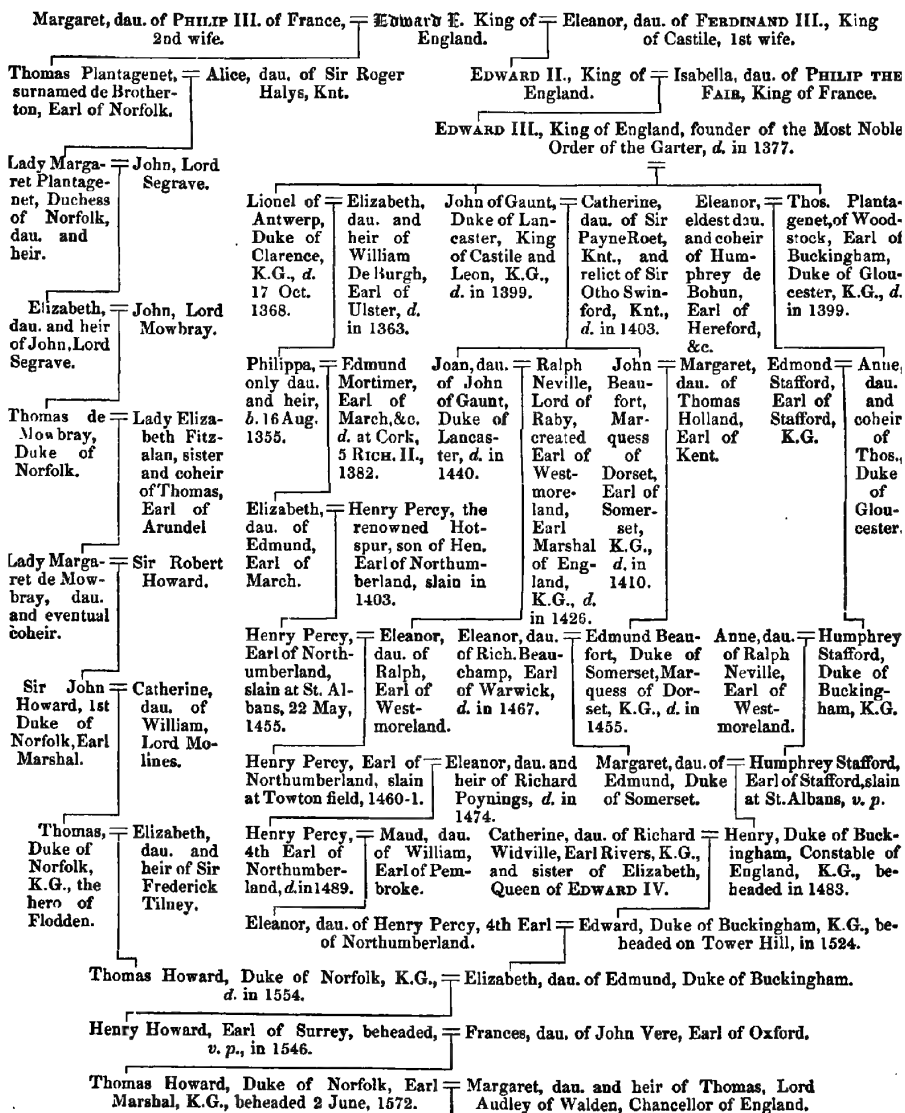 Margaret, dau. of PHILIP III. of France,
2nd wife.
Edward I. King of
England.
Eleanor, dau. of FERDINAND III., King
of Castile, 1st wife.
Thomas Plantagenet,
surnamed de Brother-
ton, Earl of Norfolk.
Alice, dau. of Sir Roger
Halys, Knt.
EDWARD II., King of
England.
Isabella, dau. of PHILIP THE
FAIR, King of France.
EDWARD III., King of England, founder of the Most Noble
Order of the Garter, d. in 1377.
Lady Marga-
ret Plantage-
net, Duchess
of Norfolk,
dau. and
heir.
John, Lord
Segrave.
Lionel of
Antwerp,
Duke of
Clarence,
K.G., d.
17 Oct.
1368.
Elizabeth,
dau. and
heir of
William
De Burgh,
Earl of
Ulster, d.
in 1363.
John of Gaunt,
Duke of Lan-
caster, King
of Castile and
Leon, K.G.,
d. in 1399.
Catherine,
dau. of Sir
PayneRoet,
Knt., and
relict of Sir
Otho Swin-
ford, Knt.,
d. in 1403.
Eleanor,
eldest dau.
and coheir
of Hum-
phrey de
Bohun,
Earl of
Hereford,
&c.
Thos. Planta-
genet,of Wood-
stock, Earl of
Buckingham,
Duke of Glou-
cester, K.G., d.
in 1399.
Elizabeth,
dau. and heir
of John,Lord
Segrave.
John, Lord
Mowbray.
Philippa,
only dau.
and heir,
b. 16 Aug.
1355.
Edmund
Mortimer,
Earl of
March,&c.
d. at Cork,
5 RICH. II.,
1382.
Joan, dau.
of John
of Gaunt,
Duke of
Lancas-
ter, d. in
1440.
Ralph
Neville,
Lord of
Raby,
created
Earl of
West-
more-
land,
Earl
Marshal
of Eng-
land,
K.G., d.
in 1426.
John
Beau-
fort,
Mar-
quess
of
Dorset,
Earl of
Somer-
set,
K.G.,
d. in
1410.
Margaret,
dau. of
Thomas
Holland,
Earl of
Kent.
Edmond
Stafford,
Earl of
Stafford,
K.G.
Anne,
dau.
and
coheir
of
Thos.,
Duke
of
Glou-
cester.
Thomas de
Mowbray,
Duke of
Norfolk.
Lady Eliza-
beth Fitz-
alan, sister
and coheir
of Thomas,
Earl of
Arundel
Elizabeth,
dau. of
Edmund,
Earl of
March.
Henry Percy, the
renowned Hot-
spur, son of Hen.
Earl of Northum-
berland, slain in
1403.
Lady Marga-
ret de Mow-
bray, dau.
and eventual
coheir.
Sir Robert
Howard.
Henry Percy,
Earl of North-
umberland,
slain at St. Al-
bans, 22 May,
1455.
Eleanor,
dau. of
Ralph,
Earl of
West-
moreland.
Eleanor, dau.
of Rich. Beau-
champ, Earl
of Warwick,
d. in 1467.
Edmund Beau-
fort, Duke of
Somerset,Mar-
quess of Dor-
set, K.G., d. in
1455.
Anne, dau.
of Ralph
Neville,
Earl of
West-
moreland.
Humphrey
Stafford,
Duke of
Bucking-
ham, K.G.
Sir John
Howard, 1st
Duke of
Norfolk,Earl
Marshal.
Catherine,
dau. of
William,
Lord Mo-
lines.
Henry Percy, Earl of
Northumberland, slain
at Towton field, 1460-1.
Eleanor, dau. and
heir of Richard
Poynings, d. in
1474.
Margaret, dau. of
Edmund, Duke
of Somerset.
Humphrey Stafford,
Earl of Stafford,slain
at St. Albans, v. p.
Thomas,
Duke of
Norfolk,
K.G., the
hero of
Flodden.
Elizabeth,
dau. and
heir of Sir
Frederick
Tilney.
Henry Percy,
4th Earl of
Northumber-
land,d.in1489.
Maud, dau.
of William,
Earl of Pem-
broke.
Catherine, dau. of Richard
Widville, Earl Rivers, K.G.,
and sister of Elizabeth,
Queen of EDWARD IV.
Henry, Duke of Buck-
ingham, Constable of
England, K.G., be-
headed in 1483.
Eleanor, dau. of Henry Percy, 4th Earl
of Northumberland.
Edward, Duke of Buckingham, K.G., be-
headed on Tower Hill, in 1524.
Thomas Howard, Duke of Norfolk, K.G.,
d. in 1554.
Elizabeth, dau. of Edmund, Duke of Buckingham.
Henry Howard, Earl of Surrey, beheaded,
v. p., in 1546.
Frances, dau. of John Vere, Earl of Oxford.
Thomas Howard, Duke of Norfolk, Earl
Marshal, K.G., beheaded 2 June, 1572.
Margaret, dau. and heir of Thomas, Lord
Audley of Walden, Chancellor of England.